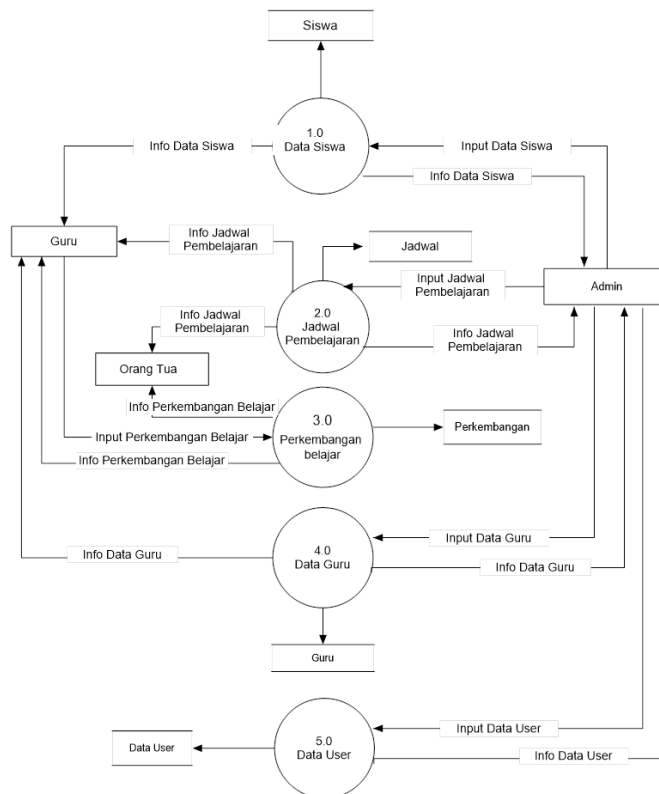 Siswa
1.0
Data Siswa
Info Data Siswa
Input Data Siswa
Info Data Siswa
Guru
Info Jadwal
Pembelajaran
Jadwal
Admin
Input Jadwal
Pembelajaran
2.0
Jadwal
Pembelajaran
Info Jadwal
Pembelajaran
Info Jadwal
Pembelajaran
Orang Tua
Info Perkembangan Belajar
3.0
Perkembangan
belajar
Perkembangan
Input Perkembangan Belajar
Info Perkembangan Belajar
4.0
Data Guru
Input Data Guru
Info Data Guru
Info Data Guru
Guru
5.0
Data User
Input Data User
Data User
Info Data User